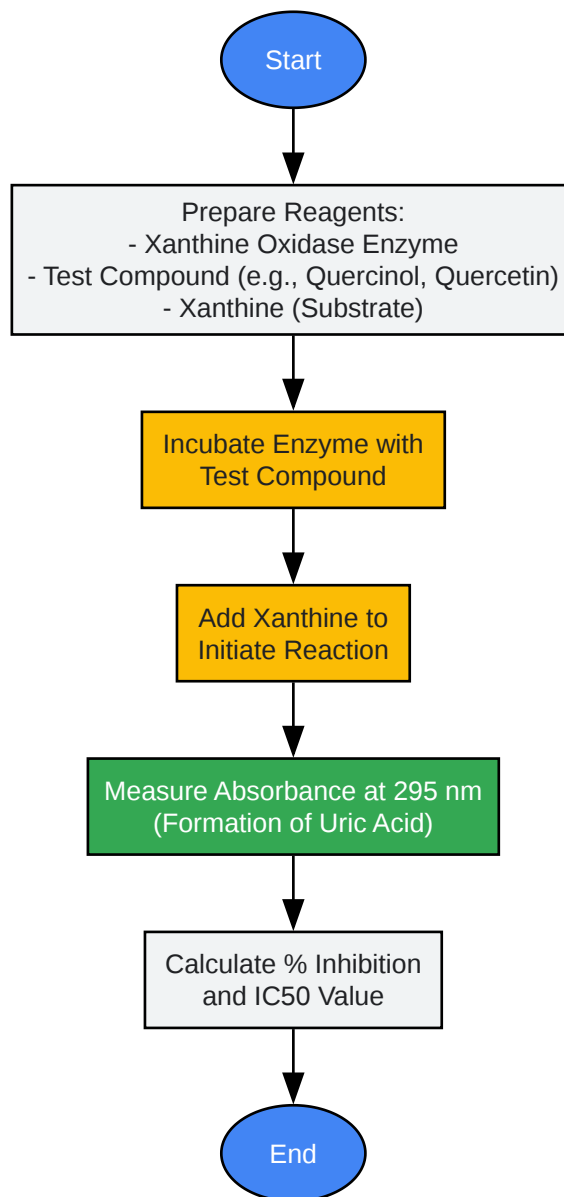 Start
Prepare Reagents:
- Xanthine Oxidase Enzyme
- Test Compound (e.g., Quercinol, Quercetin)
- Xanthine (Substrate)
Incubate Enzyme with
Test Compound
Add Xanthine to
Initiate Reaction
Measure Absorbance at 295 nm
(Formation of Uric Acid)
Calculate % Inhibition
and IC50 Value
End